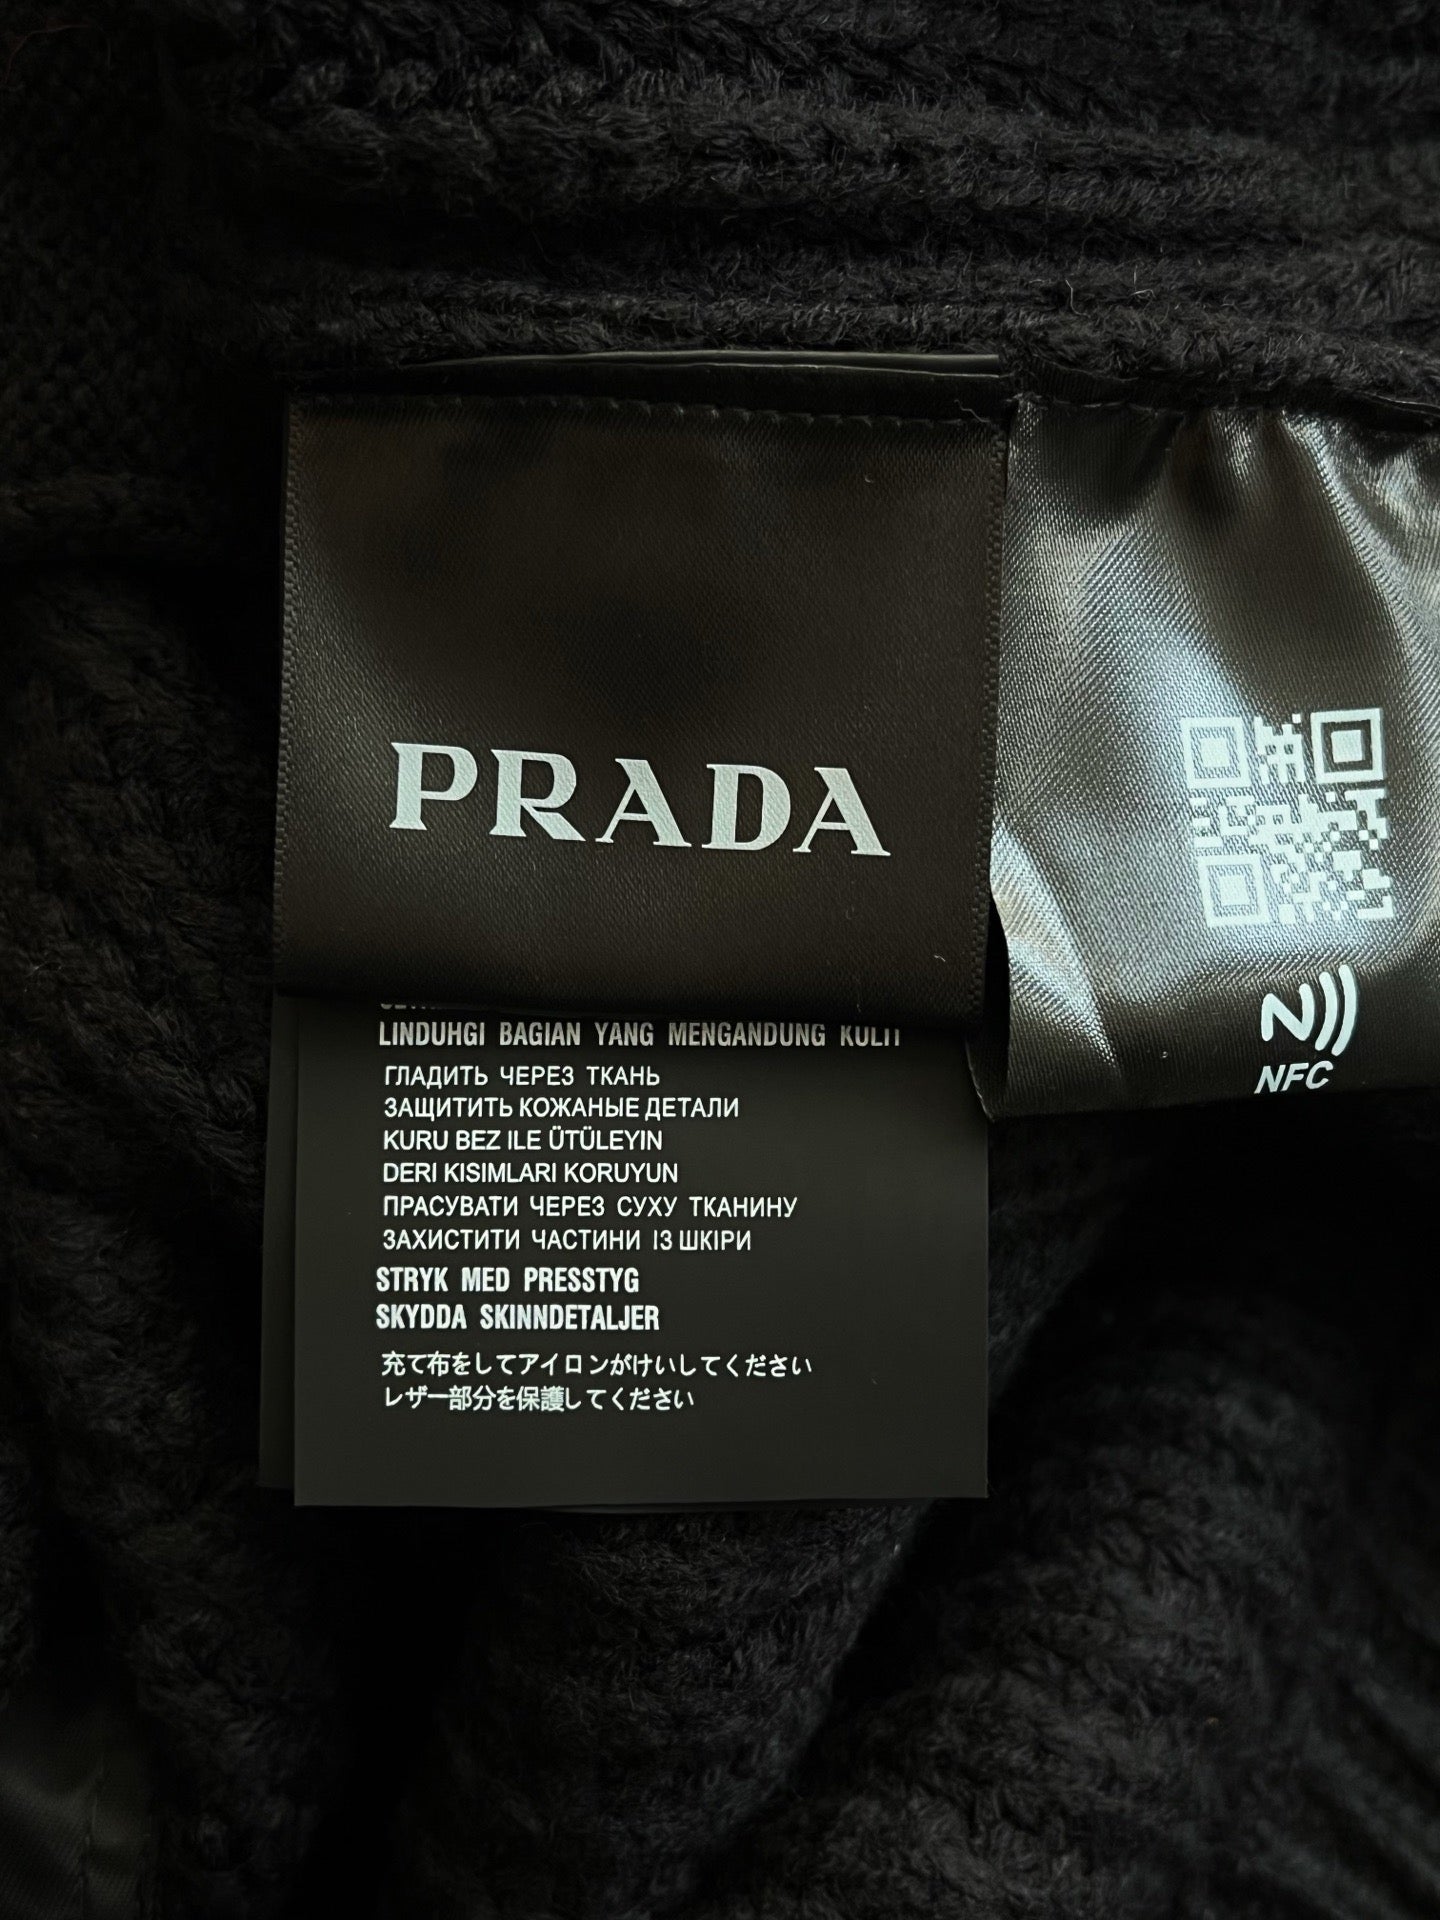 PRADA
LINDUHGI BAGIAN YANG MENGANDUNG KULIT
ГЛАДИТЬ ЧЕРЕЗ ТКАНЬ
ЗАЩИТИТЬ КОЖАНЫЕ ДЕТАЛИ
KURU BEZ ILE ÜTÜLEYIN
DERI KISIMLARI KORUYUN
ПРАСУВАТИ ЧЕРЕЗ СУХУ ТКАНИНУ
ЗАХИСТИТИ ЧАСТИНИ ІЗ ШКІРИ
STRYK MED PRESSTYG
SKYDDA SKINNDETALJER
充て布をしてアイロンがけいしてください
レザー部分を保護してください
NFC